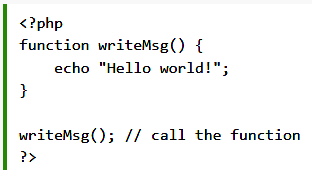 <?php
function writeMsg() {
    echo "Hello world!";
}

writeMsg(); // call the function
?>